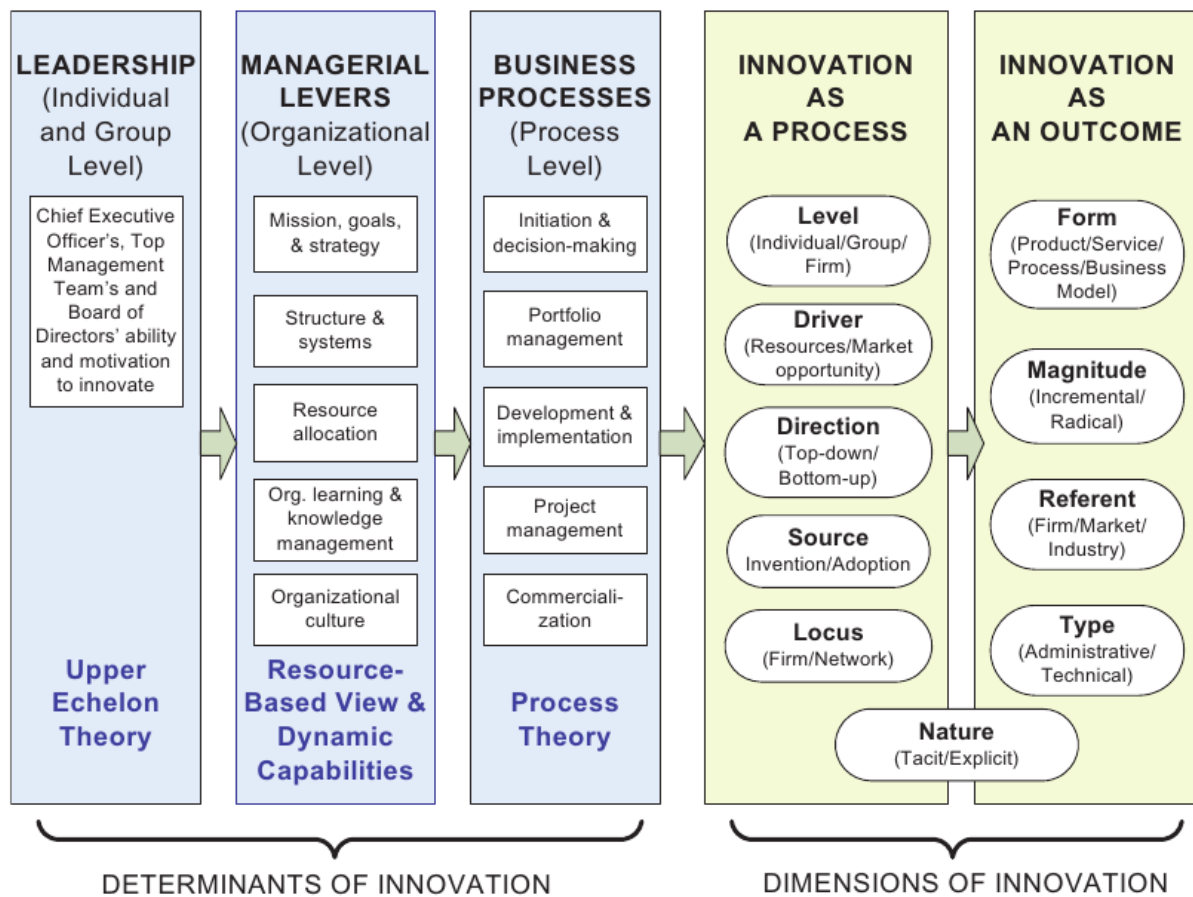 LEADERSHIP
(Individual
and Group
Level)
Chief Executive
Officer's, Top
Management
Team's and
Board of
Directors' ability
and motivation
to innovate
Upper
Echelon
Theory
MANAGERIAL
LEVERS
(Organizational
Level)
Mission, goals,
& strategy
Structure &
systems
Resource
allocation
Org. learning &
knowledge
management
Organizational
culture
Resource-
Based View &
Dynamic
Capabilities
BUSINESS
PROCESSES
(Process
Level)
Initiation &
decision-making
Portfolio
management
Development &
implementation
Project
management
Commerciali-
zation
Process
Theory
INNOVATION
AS
A PROCESS
Level
(Individual/Group/
Firm)
Driver
(Resources/Market
opportunity)
Direction
(Top-down/
Bottom-up)
Source
Invention/Adoption
Locus
(Firm/Network)
INNOVATION
AS
AN OUTCOME
Form
(Product/Service/
Process/Business
Model)
Magnitude
(Incremental/
Radical)
Referent
(Firm/Market/
Industry)
Type
(Administrative/
Technical)
Nature
(Tacit/Explicit)
DETERMINANTS OF INNOVATION
DIMENSIONS OF INNOVATION